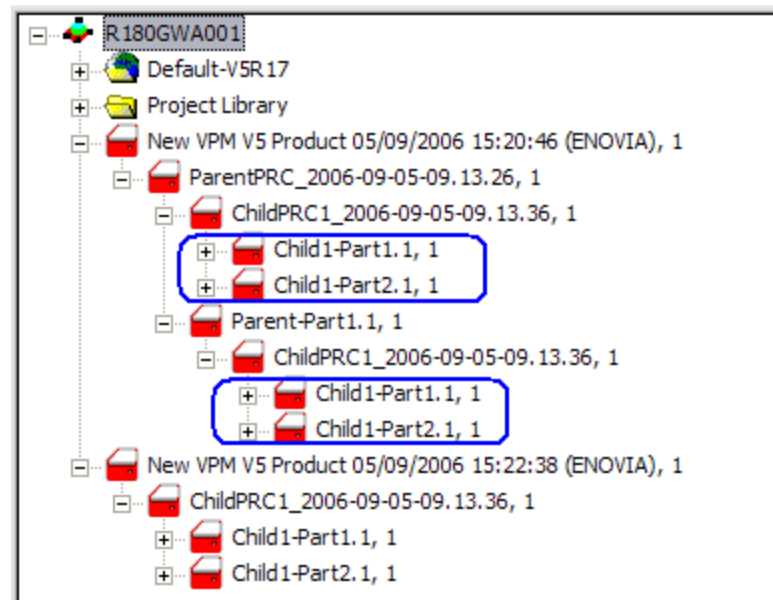 R180GWA001
Default-V5R17
Project Library
New VPM V5 Product 05/09/2006 15:20:46 (ENOVIA), 1
ParentPRC_2006-09-05-09.13.26, 1
ChildPRC1_2006-09-05-09.13.36, 1
Child1-Part1.1, 1
Child1-Part2.1, 1
Parent-Part1.1, 1
ChildPRC1_2006-09-05-09.13.36, 1
Child1-Part1.1, 1
Child1-Part2.1, 1
New VPM V5 Product 05/09/2006 15:22:38 (ENOVIA), 1
ChildPRC1_2006-09-05-09.13.36, 1
Child1-Part1.1, 1
Child1-Part2.1, 1